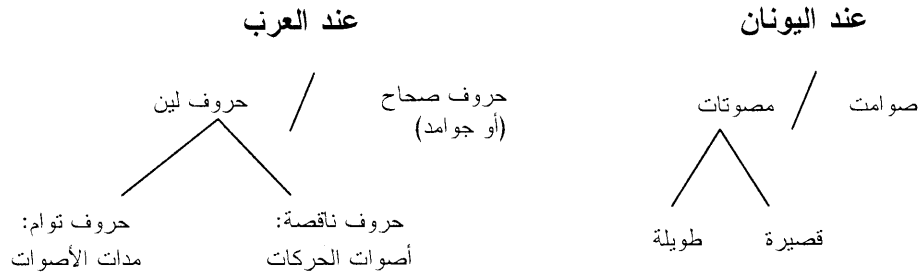 عند اليونان
صوامت / مصوتات
قصيرة
طويلة
عند العرب
حروف صحاح
(أو جوامد)
/ حروف لين
حروف ناقصة:
أصوات الحركات
حروف توام:
مدات الأصوات